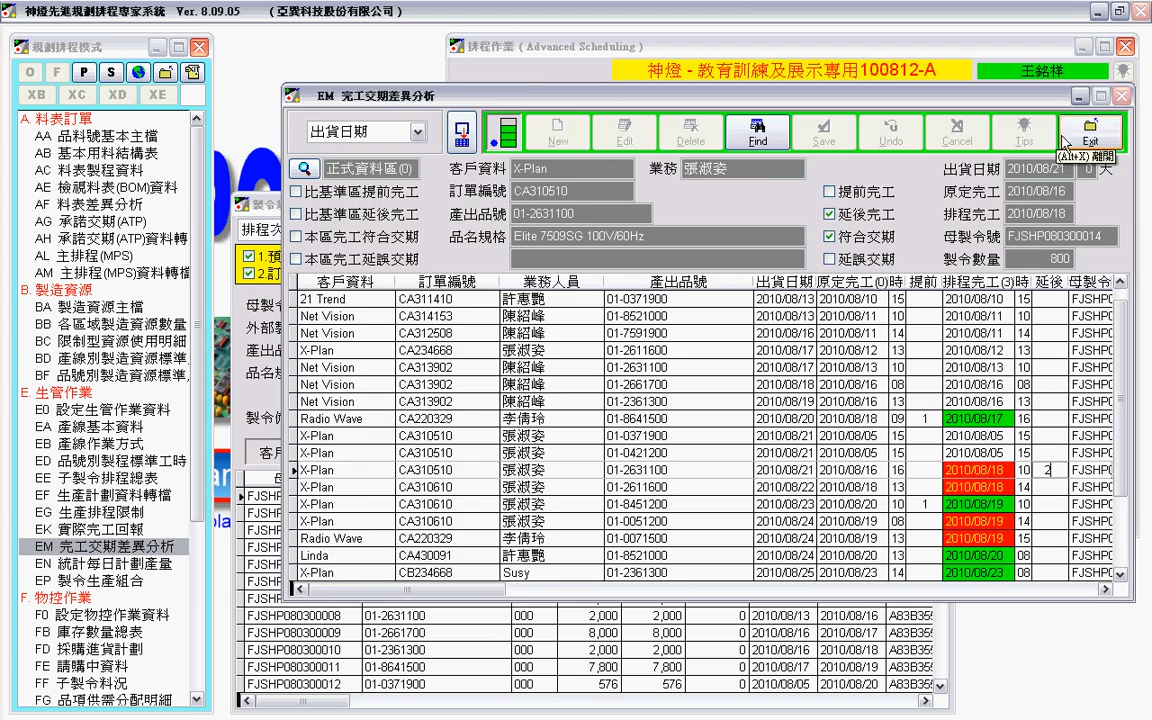 神燈先進規劃排程專家系統 Ver. 8.09.05 ( 亞異科技股份有限公司 )
規劃排程模式
O F P S
XB XC XD XE
A. 料表訂單
AA 品料號基本主檔
AB 基本用料結構表
AC 料表製程資料
AE 檢視料表(BOM)資料
AF 料表差異分析
AG 承諾交期(ATP)
AH 承諾交期(ATP)資料轉
AL 主排程(MPS)
AM 主排程(MPS)資料轉檔
B. 製造資源
BA 製造資源主檔
BB 各區域製造資源數量
BC 限制型資源使用明細
BD 產線別製造資源標準
BF 品號別製造資源標準
E. 生管作業
E0 設定生管作業資料
EA 產線基本資料
EB 產線作業方式
ED 品號別製程標準工時
EE 子製令排程總表
EF 生產計劃資料轉檔
EG 生產排程限制
EK 實際完工回報
EM 完工交期差異分析
EN 統計每日計劃產量
EP 製令生產組合
F. 物控作業
F0 設定物控作業資料
FB 庫存數量總表
FD 採購進貨計劃
FE 請購中資料
FF 子製令料況
FG 品項供需分配明細
排程作業 ( Advanced Scheduling )
神燈 - 教育訓練及展示專用100812-A 王銘祥
EM 完工交期差異分析
出貨日期 New Edit Delete Find Save Undo Cancel Tips Exit
(Alt+X) 離開
正式資料區(0) 客戶資料 X-Plan 業務 張淑姿 出貨日期 2010/08/21 0 天
比基準區提前完工 訂單編號 CA310510 提前完工 原定完工 2010/08/16
比基準區延後完工 產出品號 01-2631100 延後完工 排程完工 2010/08/18
本區完工符合交期 品名規格 Elite 7509SG 100V/60Hz 符合交期 母製令號 FJSHP080300014
本區完工延誤交期 延誤交期 製令數量 800
客戶資料 訂單編號 業務人員 產出品號 出貨日期 原定完工(0) 時 提前 排程完工(3) 時 延後 母製令
21 Trend CA311410 許惠艷 01-0371900 2010/08/13 2010/08/10 15 2010/08/10 15 FJSHP0
Net Vision CA314153 陳紹峰 01-8521000 2010/08/13 2010/08/11 10 2010/08/11 10 FJSHP0
Net Vision CA312508 陳紹峰 01-7591900 2010/08/16 2010/08/11 14 2010/08/11 14 FJSHP0
X-Plan CA234668 張淑姿 01-2611600 2010/08/17 2010/08/12 13 2010/08/12 13 FJSHP0
Net Vision CA313902 陳紹峰 01-2631100 2010/08/17 2010/08/13 10 2010/08/13 10 FJSHP0
Net Vision CA313902 陳紹峰 01-2661700 2010/08/18 2010/08/16 08 2010/08/16 08 FJSHP0
Net Vision CA313902 陳紹峰 01-2361300 2010/08/19 2010/08/16 13 2010/08/16 13 FJSHP0
Radio Wave CA220329 李倩玲 01-8641500 2010/08/20 2010/08/18 09 1 2010/08/17 16 FJSHP0
X-Plan CA310510 張淑姿 01-0371900 2010/08/21 2010/08/05 15 2010/08/05 15 FJSHP0
X-Plan CA310510 張淑姿 01-0421200 2010/08/21 2010/08/05 15 2010/08/05 15 FJSHP0
X-Plan CA310510 張淑姿 01-2631100 2010/08/21 2010/08/16 16 2010/08/18 10 2 FJSHP0
X-Plan CA310610 張淑姿 01-2611600 2010/08/22 2010/08/18 13 2010/08/18 14 FJSHP0
X-Plan CA310610 張淑姿 01-8451200 2010/08/23 2010/08/20 10 1 2010/08/19 10 FJSHP0
X-Plan CA310610 張淑姿 01-0051200 2010/08/24 2010/08/19 08 2010/08/19 14 FJSHP0
Radio Wave CA220329 李倩玲 01-0071500 2010/08/24 2010/08/19 13 2010/08/19 15 FJSHP0
Linda CA430091 許惠艷 01-8521000 2010/08/24 2010/08/20 13 2010/08/20 08 FJSHP0
X-Plan CB234668 Susy 01-2361300 2010/08/25 2010/08/23 14 2010/08/23 08 FJSHP0
製令
排程次
1.預
2.訂
母製令
外部製
產出品
品名規
製令備
客戶
FJSHP
FJSHP
FJSHP
FJSHP
FJSHP
FJSHP
FJSHP
FJSHP080300008 01-2631100 000 2,000 2,000 0 2010/08/13 2010/08/16 A83B355
FJSHP080300009 01-2661700 000 8,000 8,000 0 2010/08/16 2010/08/17 A83B355
FJSHP080300010 01-2361300 000 2,000 2,000 0 2010/08/16 2010/08/18 A83B355
FJSHP080300011 01-8641500 000 7,800 7,800 0 2010/08/18 2010/08/19 A83B355
FJSHP080300012 01-0371900 000 576 576 0 2010/08/05 2010/08/20 A83B355